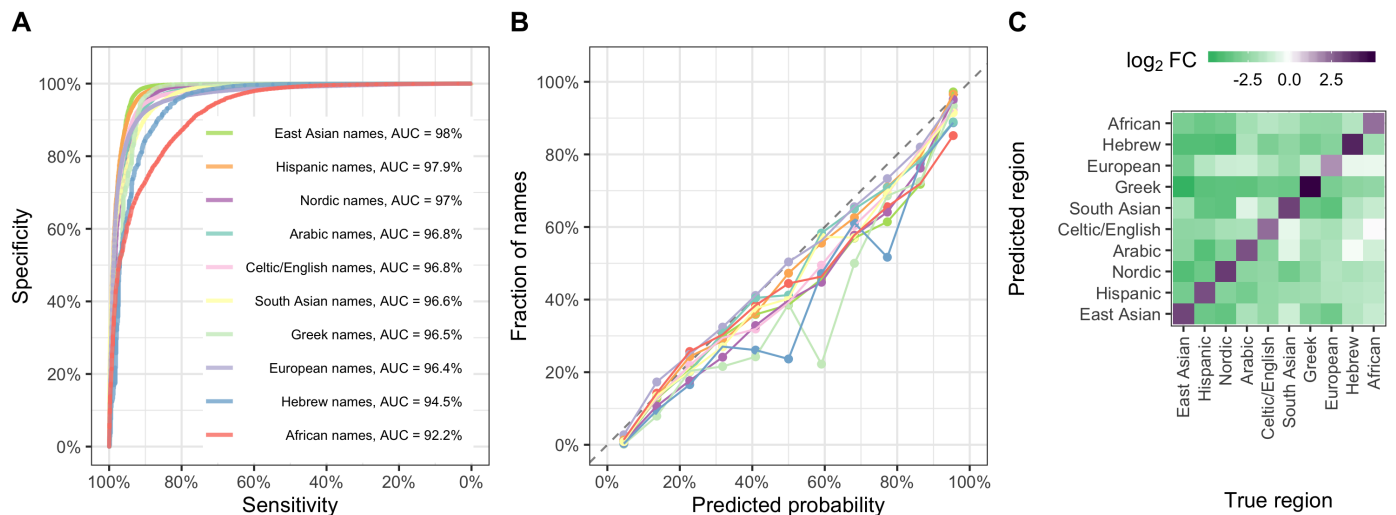 A
Specificity
100%
80%
60%
40%
20%
0%
East Asian names, AUC = 98%
Hispanic names, AUC = 97.9%
Nordic names, AUC = 97%
Arabic names, AUC = 96.8%
Celtic/English names, AUC = 96.8%
South Asian names, AUC = 96.6%
Greek names, AUC = 96.5%
European names, AUC = 96.4%
Hebrew names, AUC = 94.5%
African names, AUC = 92.2%
100% 80% 60% 40% 20% 0%
Sensitivity
B
Fraction of names
100%
80%
60%
40%
20%
0%
0% 20% 40% 60% 80% 100%
Predicted probability
C
log2 FC
-2.5 0.0 2.5
Predicted region
African
Hebrew
European
Greek
South Asian
Celtic/English
Arabic
Nordic
Hispanic
East Asian
East Asian
Hispanic
Nordic
Arabic
Celtic/English
South Asian
Greek
European
Hebrew
African
True region